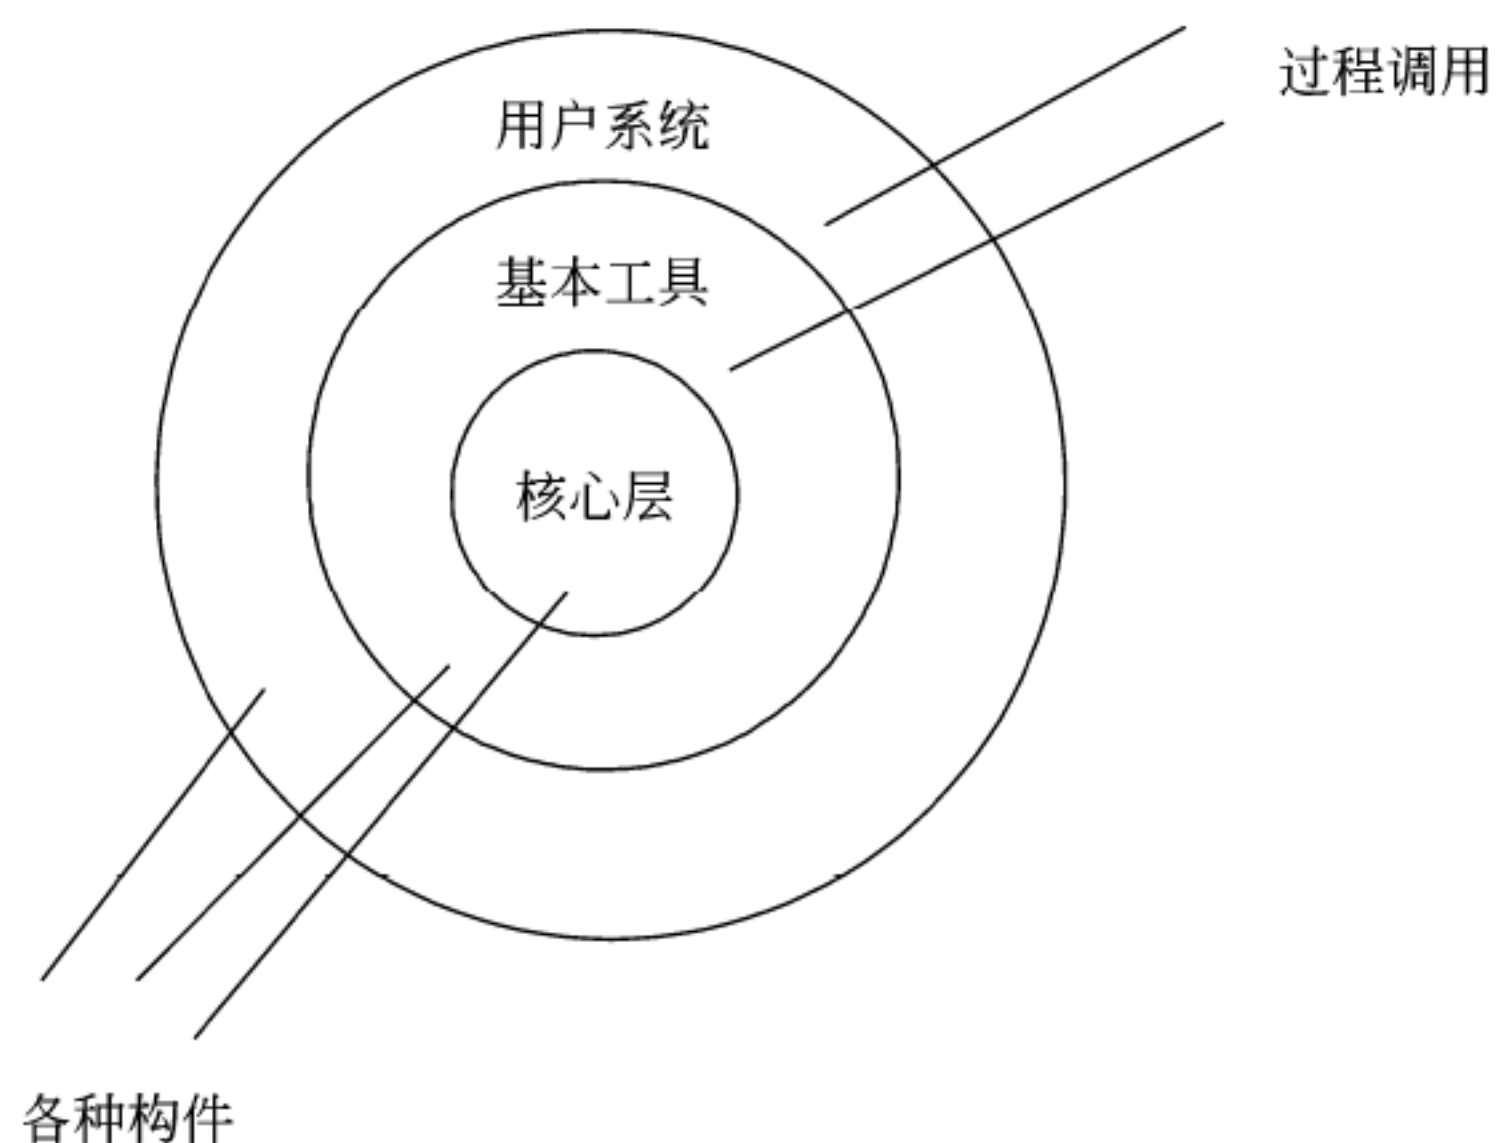 过程调用
用户系统
基本工具
核心层
各种构件